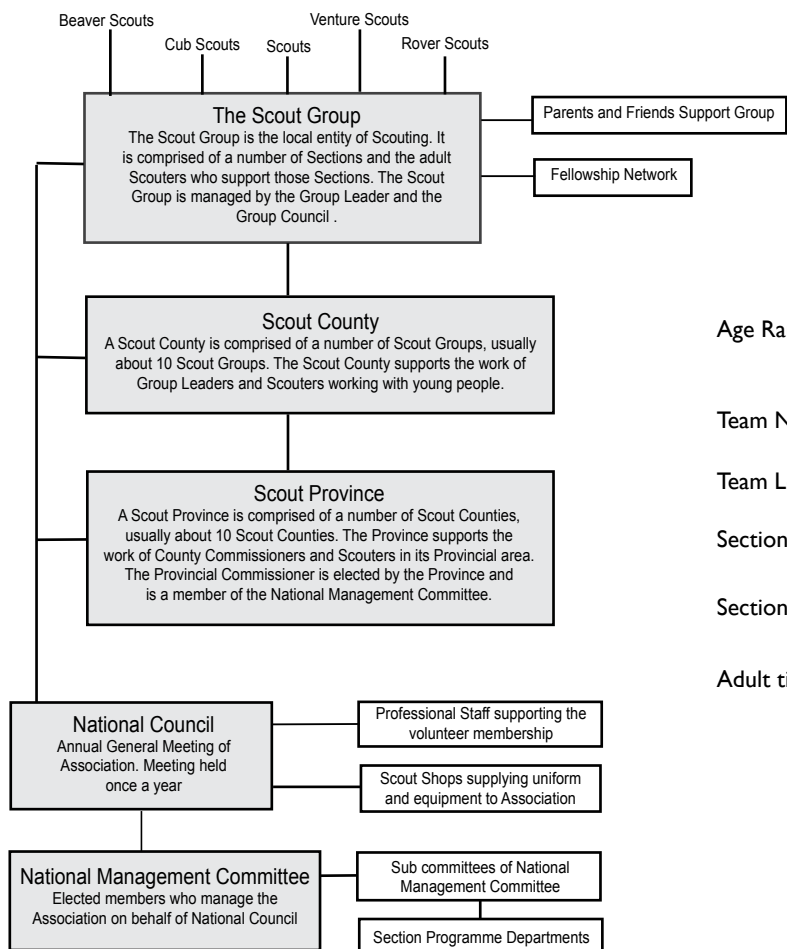 Beaver Scouts
Cub Scouts
Scouts
Venture Scouts
Rover Scouts
The Scout Group
The Scout Group is the local entity of Scouting. It
is comprised of a number of Sections and the adult
Scouters who support those Sections. The Scout
Group is managed by the Group Leader and the
Group Council .
Parents and Friends Support Group
Fellowship Network
Scout County
A Scout County is comprised of a number of Scout Groups, usually
about 10 Scout Groups. The Scout County supports the work of
Group Leaders and Scouters working with young people.
Scout Province
A Scout Province is comprised of a number of Scout Counties,
usually about 10 Scout Counties. The Province supports the
work of County Commissioners and Scouters in its Provincial area.
The Provincial Commissioner is elected by the Province and
is a member of the National Management Committee.
National Council
Annual General Meeting of
Association. Meeting held
once a year
Professional Staff supporting the
volunteer membership
Scout Shops supplying uniform
and equipment to Association
National Management Committee
Elected members who manage the
Association on behalf of National Council
Sub committees of National
Management Committee
Section Programme Departments
Age Ra
Team N
Team L
Section
Section
Adult ti